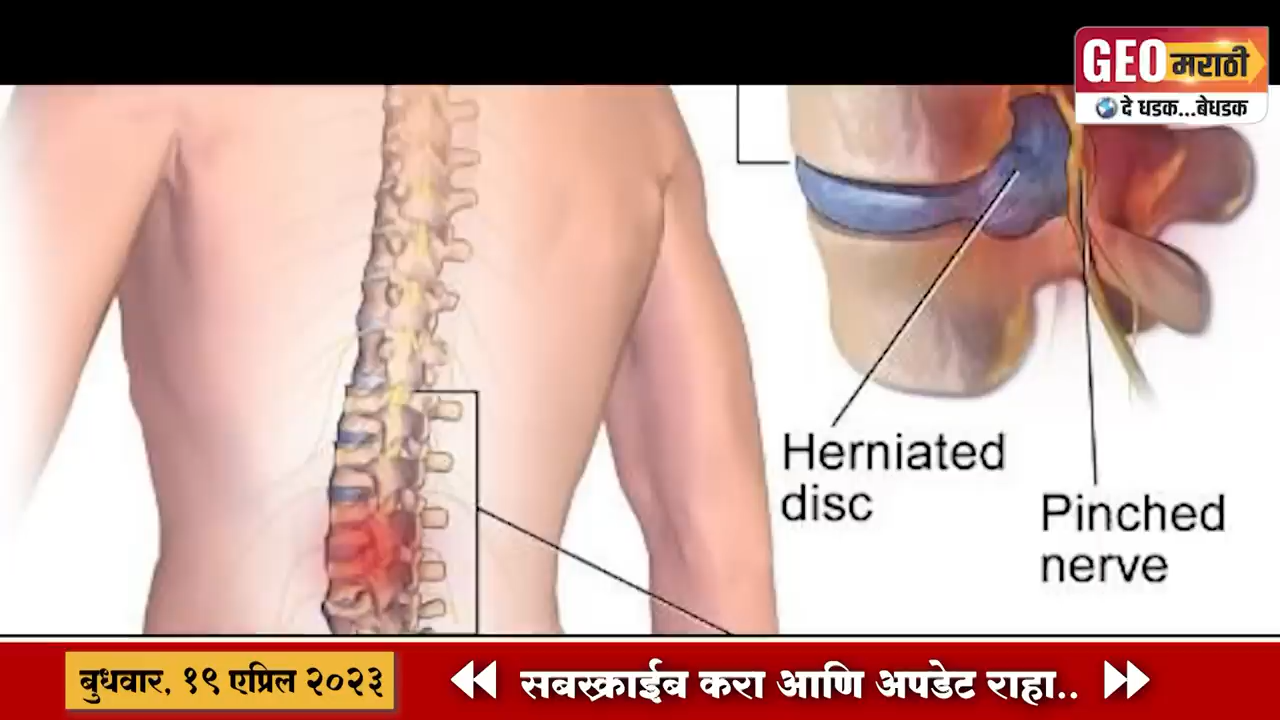 GEO मराठी
दे धडक...बेधडक
Herniated
disc
Pinched
nerve
बुधवार, १९ एप्रिल २०२३
सबस्क्राईब करा आणि अपडेट राहा..